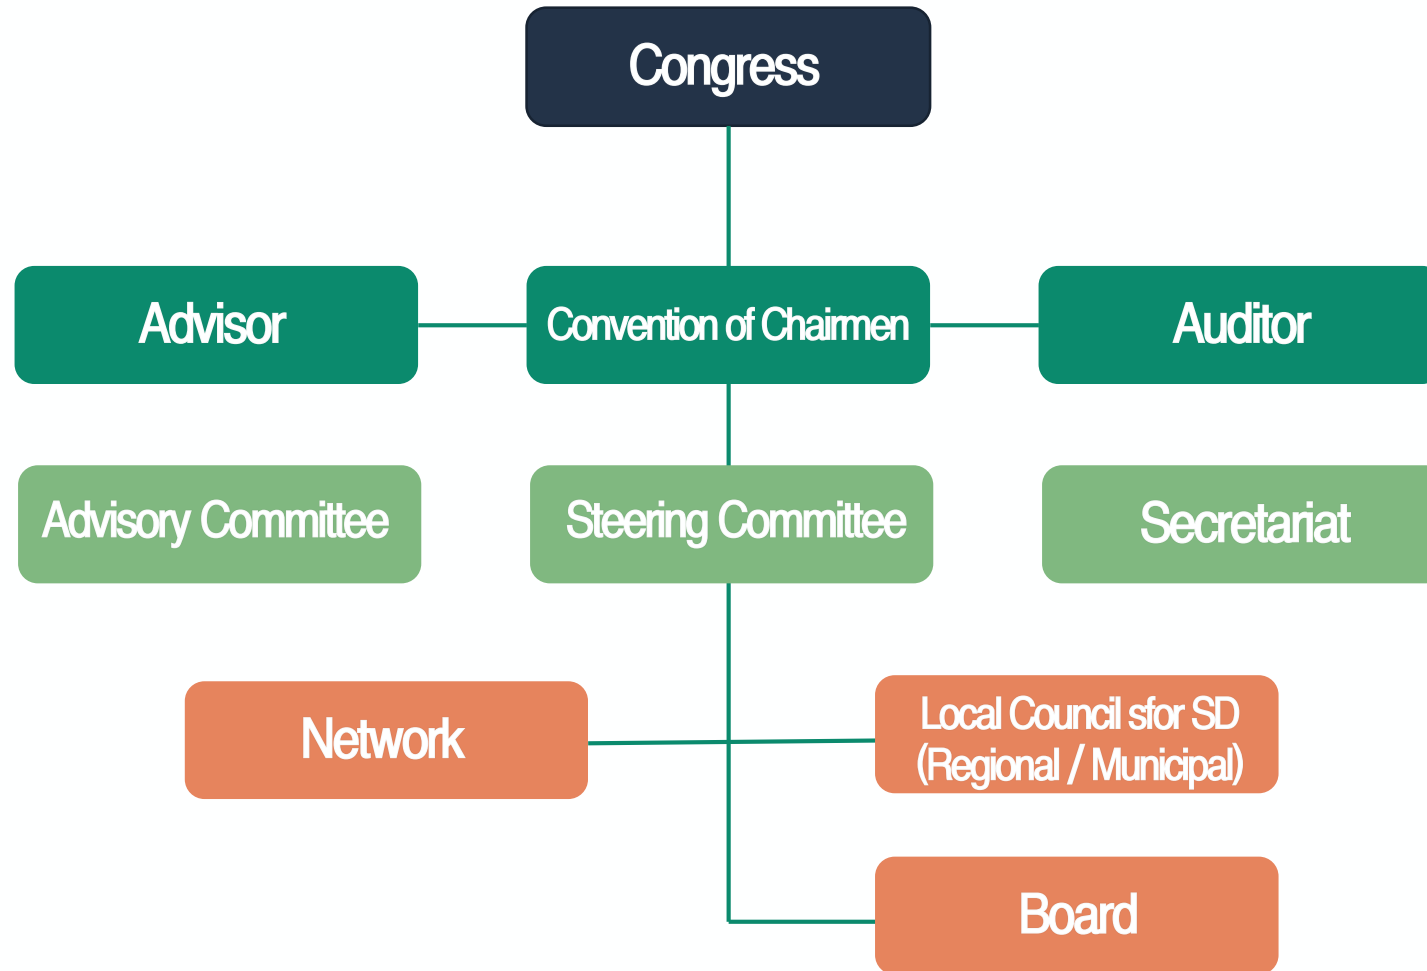 Congress
Advisor
Convention of Chairmen
Auditor
Advisory Committee
Steering Committee
Secretariat
Network
Local Council sfor SD
(Regional / Municipal)
Board